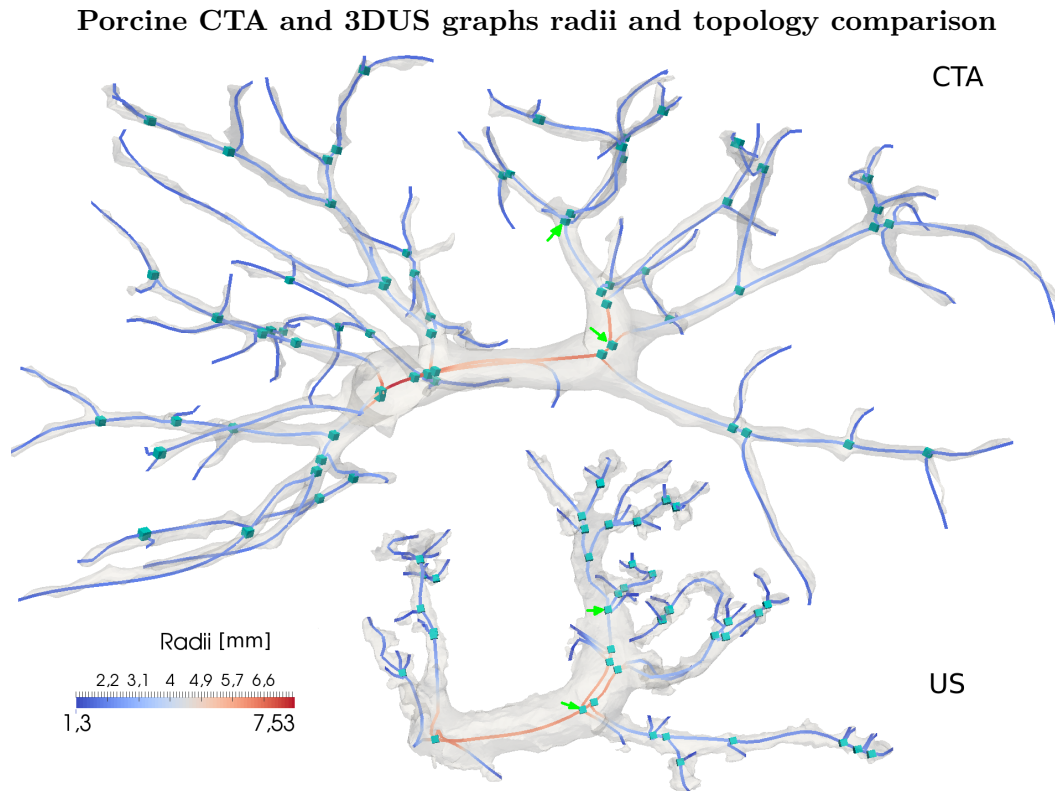 Porcine CTA and 3DUS graphs radii and topology comparison
CTA
US
Radii [mm]
2,2 3,1 4 4,9 5,7 6,6
1,3 7,53